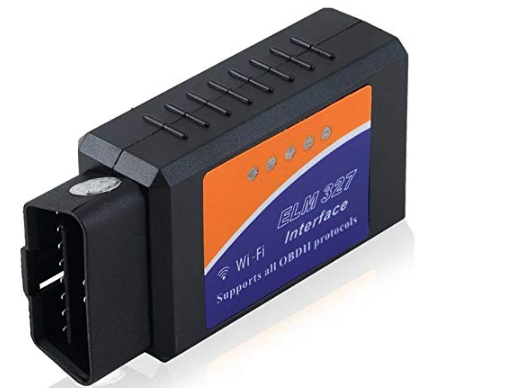 ELM 327
Interface
Wi-Fi
Supports all OBDII protocols